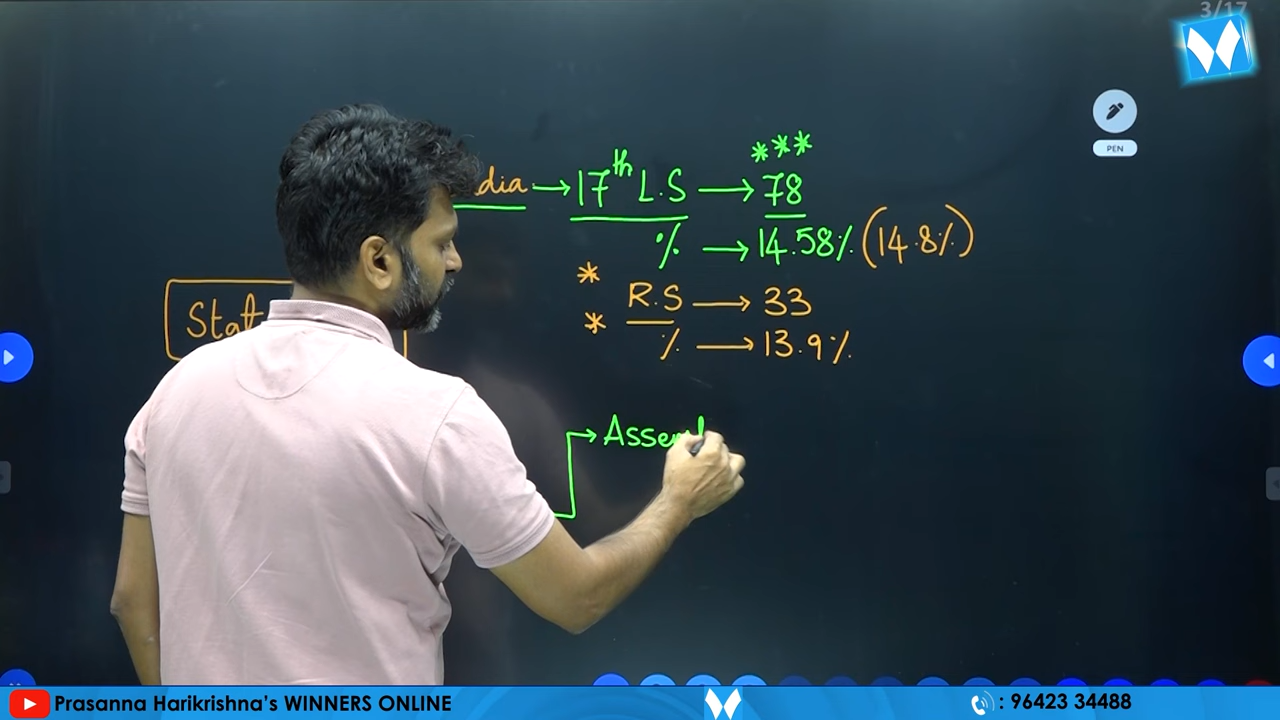 3/17
***
dia → 17th L.S → 78
% → 14.58% (14.8%)
*
R.S → 33
*
% → 13.9%
Stat
→ Assem
PEN
Prasanna Harikrishna's WINNERS ONLINE
: 96423 34488